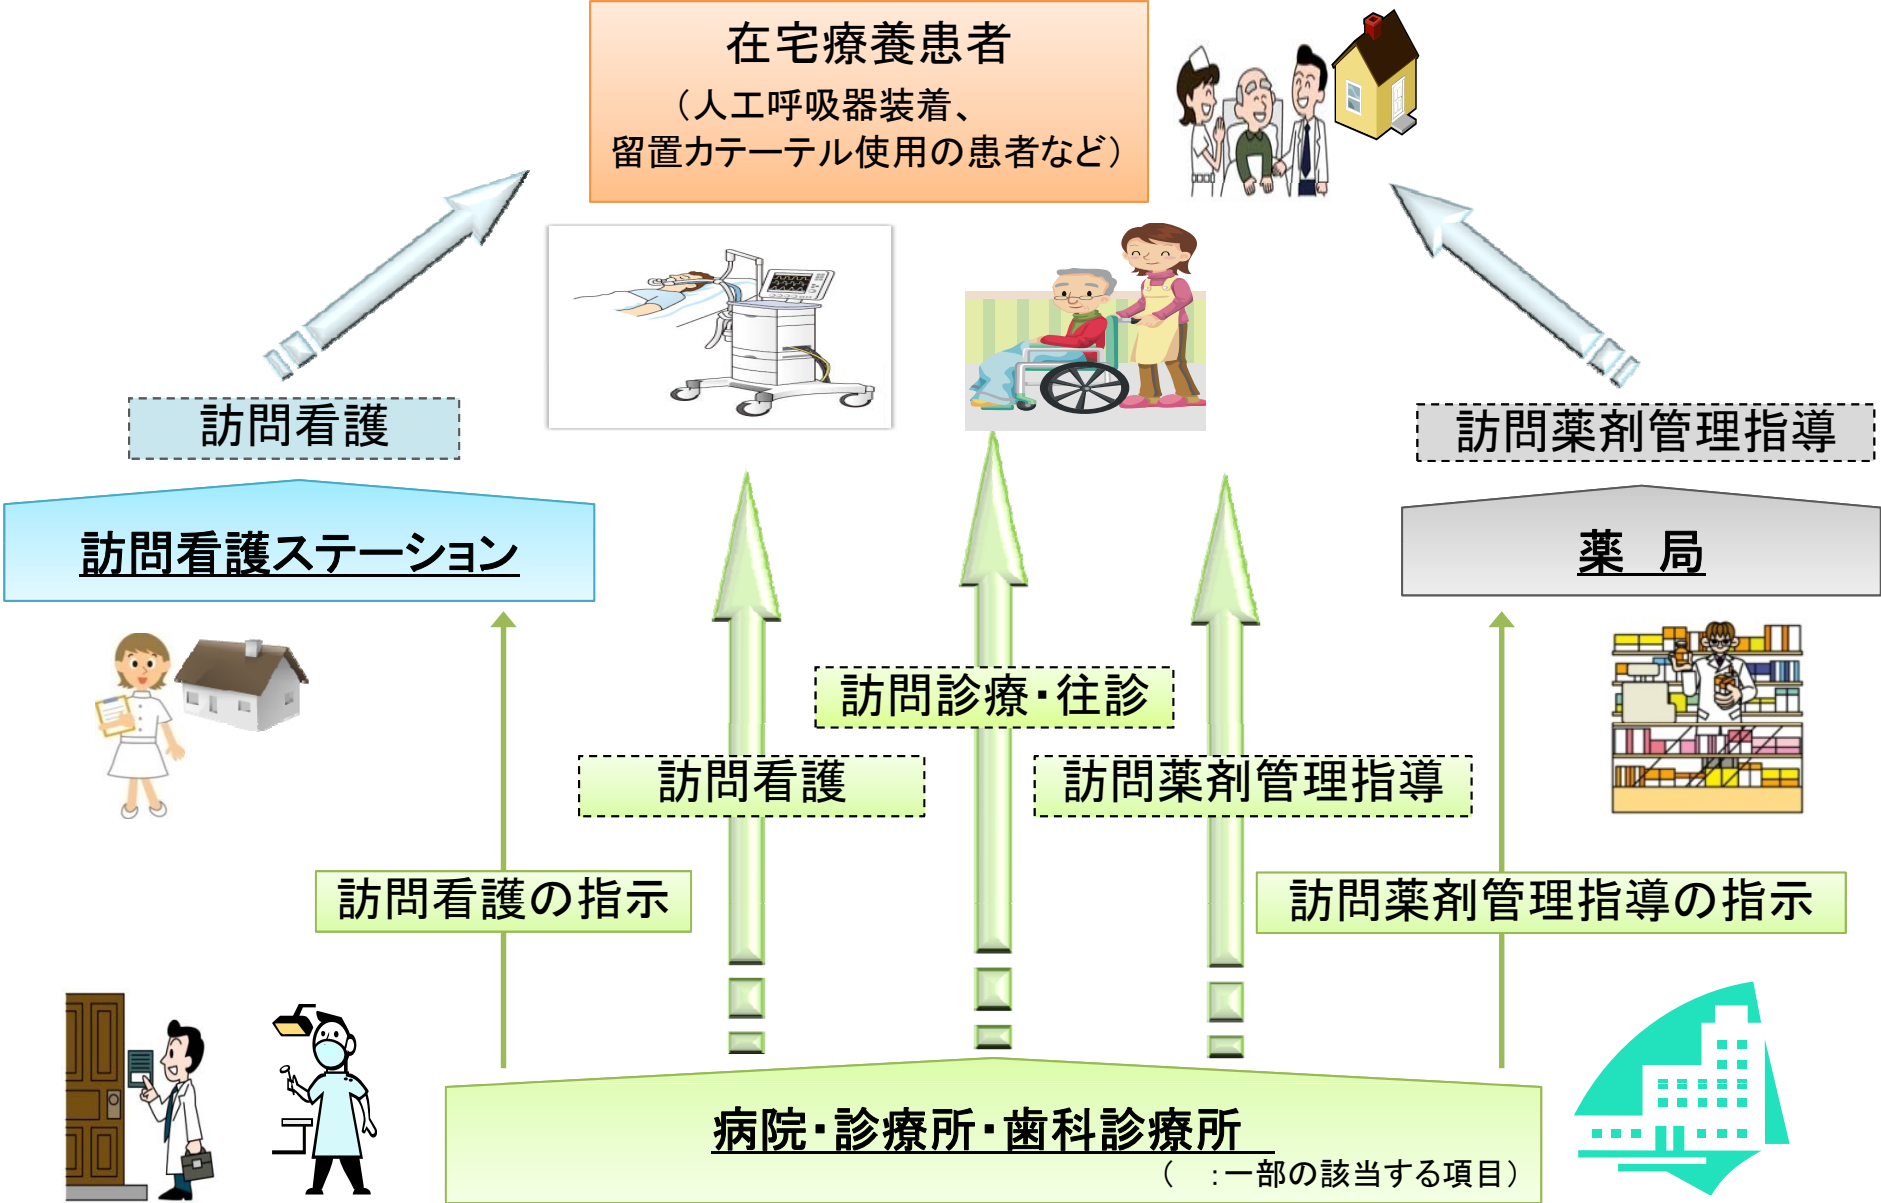 在宅療養患者
（人工呼吸器装着、
留置カテーテル使用の患者など）
訪問看護
訪問薬剤管理指導
訪問看護ステーション
薬　局
訪問診療・往診
訪問看護
訪問薬剤管理指導
訪問看護の指示
訪問薬剤管理指導の指示
病院・診療所・歯科診療所
（　：一部の該当する項目）